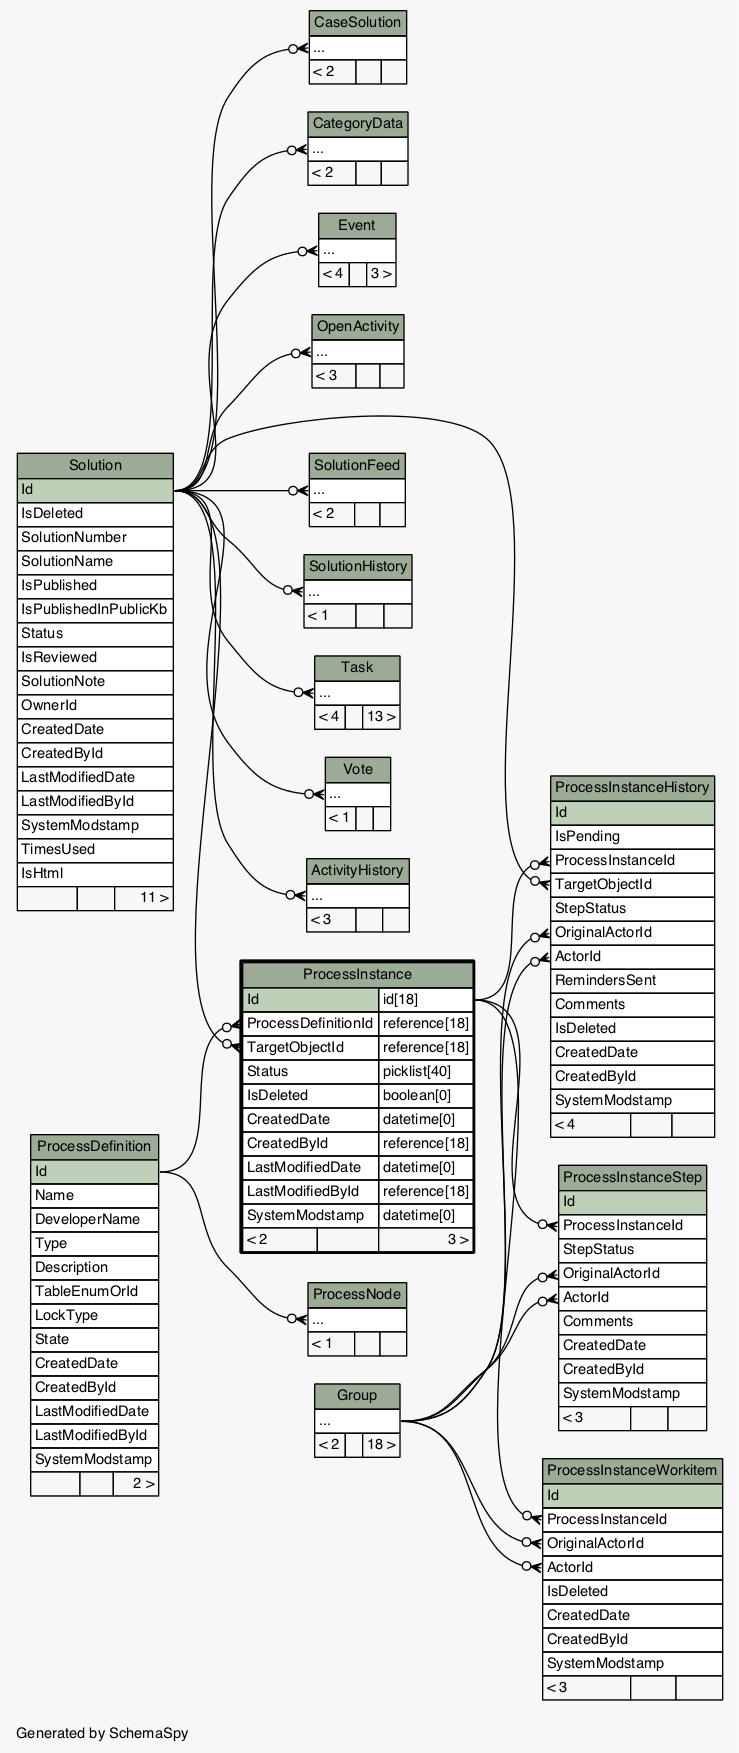 CaseSolution
...
< 2
CategoryData
...
< 2
Event
...
< 4 3 >
OpenActivity
...
< 3
Solution
Id
IsDeleted
SolutionNumber
SolutionName
IsPublished
IsPublishedInPublicKb
Status
IsReviewed
SolutionNote
OwnerId
CreatedDate
CreatedById
LastModifiedDate
LastModifiedById
SystemModstamp
TimesUsed
IsHtml
11 >
SolutionFeed
...
< 2
SolutionHistory
...
< 1
Task
...
< 4 13 >
Vote
...
< 1
ActivityHistory
...
< 3
ProcessInstance
Id id[18]
ProcessDefinitionId reference[18]
TargetObjectId reference[18]
Status picklist[40]
IsDeleted boolean[0]
CreatedDate datetime[0]
CreatedById reference[18]
LastModifiedDate datetime[0]
LastModifiedById reference[18]
SystemModstamp datetime[0]
< 2 3 >
ProcessInstanceHistory
Id
IsPending
ProcessInstanceId
TargetObjectId
StepStatus
OriginalActorId
ActorId
RemindersSent
Comments
IsDeleted
CreatedDate
CreatedById
SystemModstamp
< 4
ProcessDefinition
Id
Name
DeveloperName
Type
Description
TableEnumOrId
LockType
State
CreatedDate
CreatedById
LastModifiedDate
LastModifiedById
SystemModstamp
2 >
ProcessNode
...
< 1
Group
...
< 2 18 >
ProcessInstanceStep
Id
ProcessInstanceId
StepStatus
OriginalActorId
ActorId
Comments
CreatedDate
CreatedById
SystemModstamp
< 3
ProcessInstanceWorkitem
Id
ProcessInstanceId
OriginalActorId
ActorId
IsDeleted
CreatedDate
CreatedById
SystemModstamp
< 3
Generated by SchemaSpy